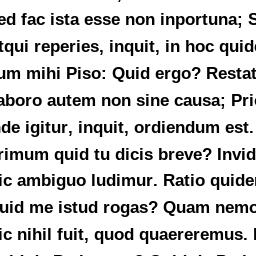 ed fac ista esse non inportuna; S
tqui reperies, inquit, in hoc quid
um mihi Piso: Quid ergo? Restat
aboro autem non sine causa; Pri
nde igitur, inquit, ordiendum est.
rimum quid tu dicis breve? Invid
ic ambiguo ludimur. Ratio quide
uid me istud rogas? Quam nemo
ic nihil fuit, quod quaereremus.